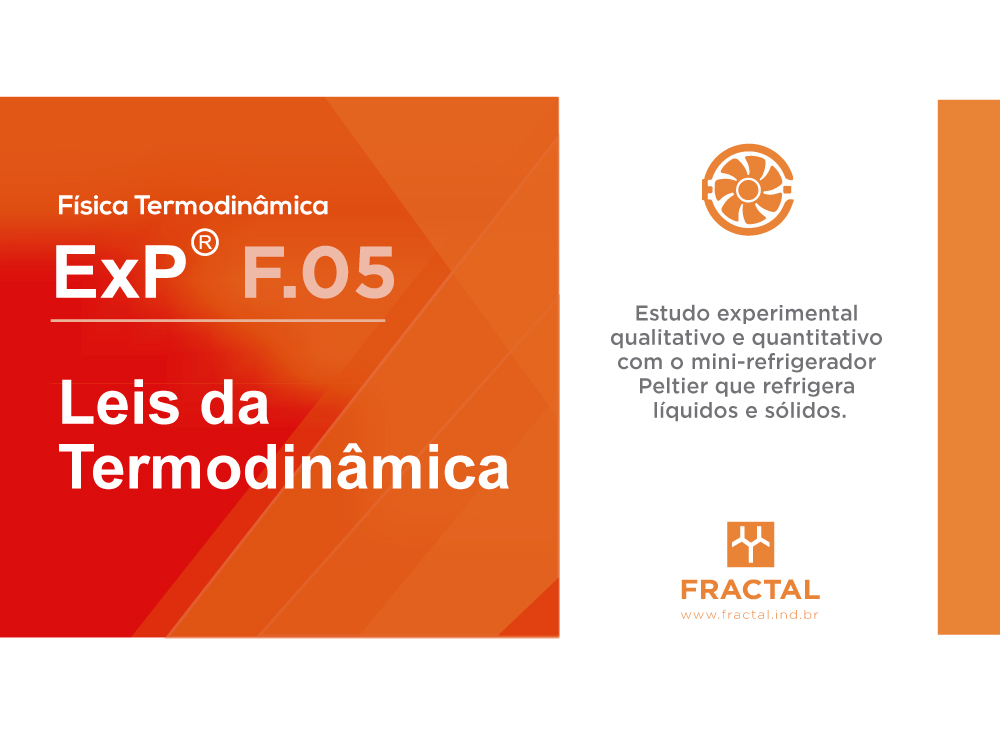 Física Termodinâmica
ExP® F.05
Leis da
Termodinâmica
Estudo experimental
qualitativo e quantitativo
com o mini-refrigerador
Peltier que refrigera
líquidos e sólidos.
FRACTAL
www.fractal.ind.br